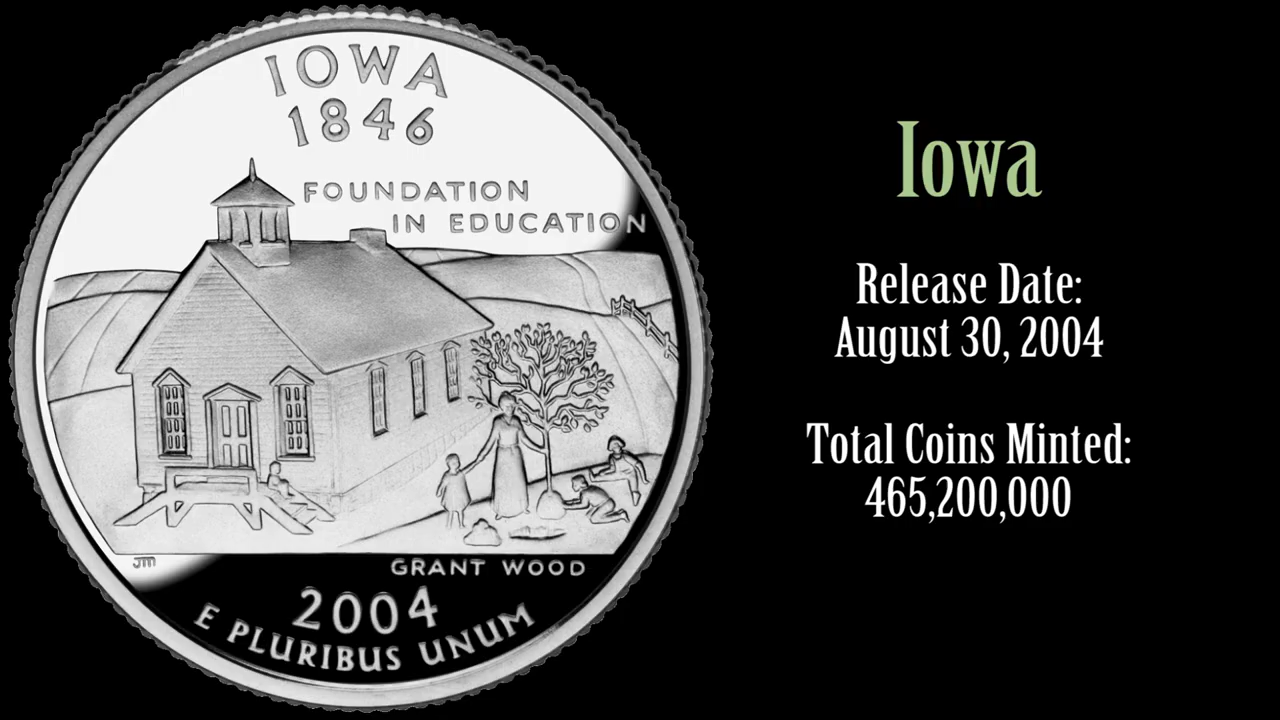 IOWA
1846
FOUNDATION
IN EDUCATION
JM
GRANT WOOD
2004
E PLURIBUS UNUM
Iowa
Release Date:
August 30, 2004
Total Coins Minted:
465,200,000